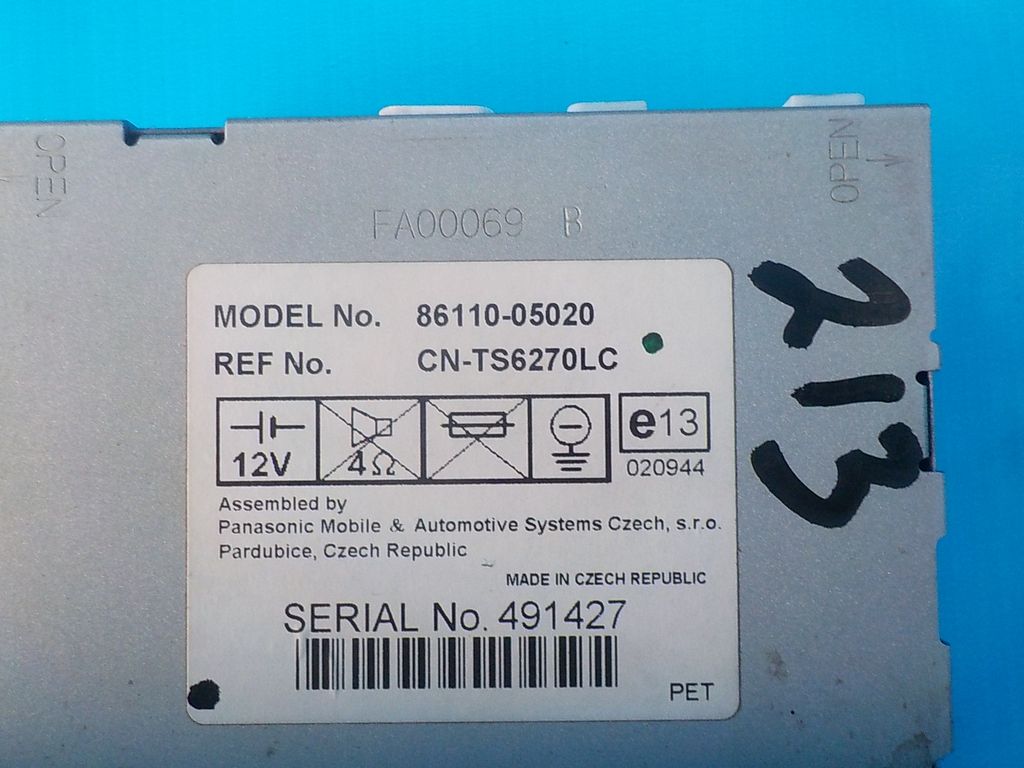 OPEN
OPEN
FA00069 B
MODEL No. 86110-05020
REF No. CN-TS6270LC
12V
4Ω
e13
020944
Assembled by
Panasonic Mobile & Automotive Systems Czech, s.r.o.
Pardubice, Czech Republic
MADE IN CZECH REPUBLIC
SERIAL No. 491427
PET
213